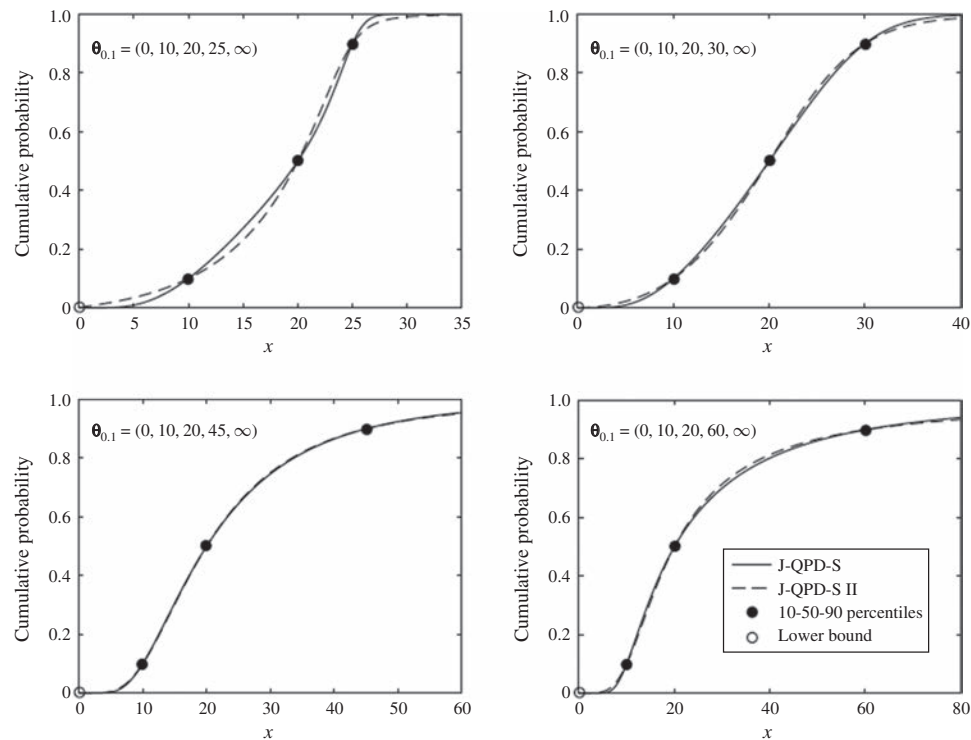 1.0
0.8
0.6
0.4
0.2
0
Cumulative probability
θ0.1 = (0, 10, 20, 25, ∞)
0 5 10 15 20 25 30 35
x
1.0
0.8
0.6
0.4
0.2
0
Cumulative probability
θ0.1 = (0, 10, 20, 30, ∞)
0 10 20 30 40
x
1.0
0.8
0.6
0.4
0.2
0
Cumulative probability
θ0.1 = (0, 10, 20, 45, ∞)
0 10 20 30 40 50 60
x
1.0
0.8
0.6
0.4
0.2
0
Cumulative probability
θ0.1 = (0, 10, 20, 60, ∞)
J-QPD-S
J-QPD-S II
10-50-90 percentiles
Lower bound
0 20 40 60 80
x